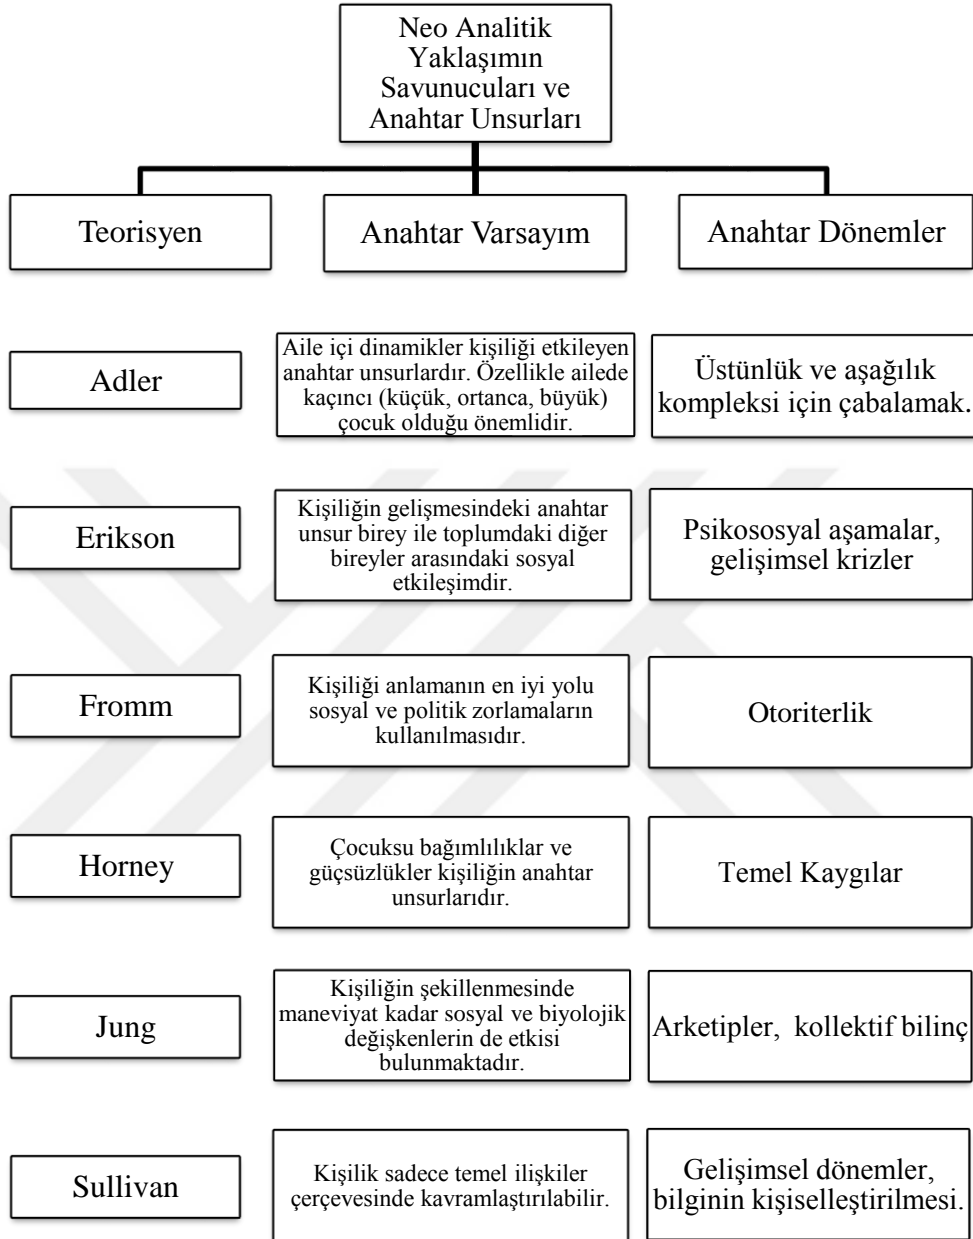 Neo Analitik
Yaklaşımın
Savunucuları ve
Anahtar Unsurları
Teorisyen
Anahtar Varsayım
Anahtar Dönemler
Adler
Aile içi dinamikler kişiliği etkileyen
anahtar unsurlardır. Özellikle ailede
kaçıncı (küçük, ortanca, büyük)
çocuk olduğu önemlidir.
Üstünlük ve aşağılık
kompleksi için çabalamak.
Erikson
Kişiliğin gelişmesindeki anahtar
unsur birey ile toplumdaki diğer
bireyler arasındaki sosyal
etkileşimdir.
Psikososyal aşamalar,
gelişimsel krizler
Fromm
Kişiliği anlamanın en iyi yolu
sosyal ve politik zorlamaların
kullanılmasıdır.
Otoriterlik
Horney
Çocuksu bağımlılıklar ve
güçsüzlükler kişiliğin anahtar
unsurlarıdır.
Temel Kaygılar
Jung
Kişiliğin şekillenmesinde
maneviyat kadar sosyal ve biyolojik
değişkenlerin de etkisi
bulunmaktadır.
Arketipler, kollektif bilinç
Sullivan
Kişilik sadece temel ilişkiler
çerçevesinde kavramlaştırılabilir.
Gelişimsel dönemler,
bilginin kişiselleştirilmesi.